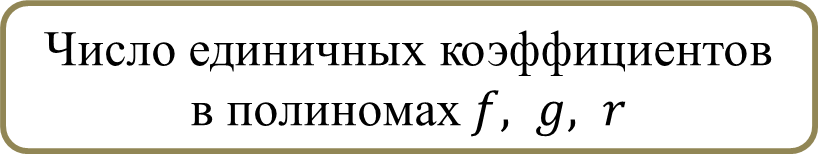 Число единичных коэффициентов
в полиномах f, g, r